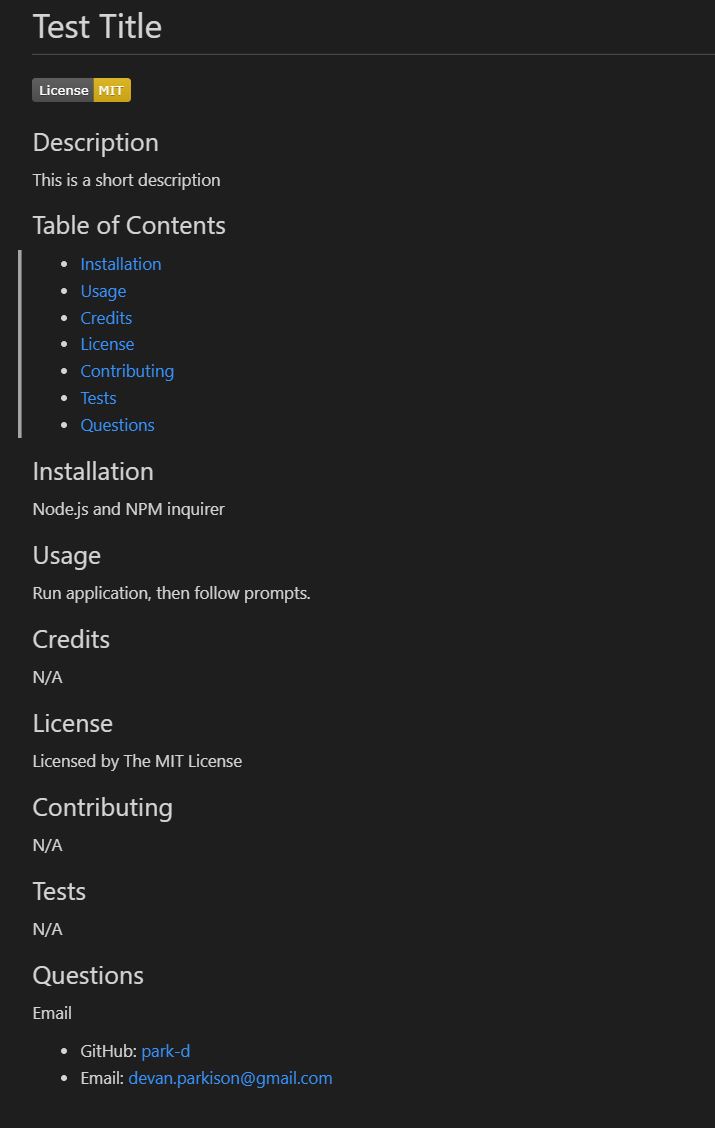 Test Title
License MIT
Description
This is a short description
Table of Contents
Installation
Usage
Credits
License
Contributing
Tests
Questions
Installation
Node.js and NPM inquirer
Usage
Run application, then follow prompts.
Credits
N/A
License
Licensed by The MIT License
Contributing
N/A
Tests
N/A
Questions
Email
GitHub: park-d
Email: devan.parkison@gmail.com